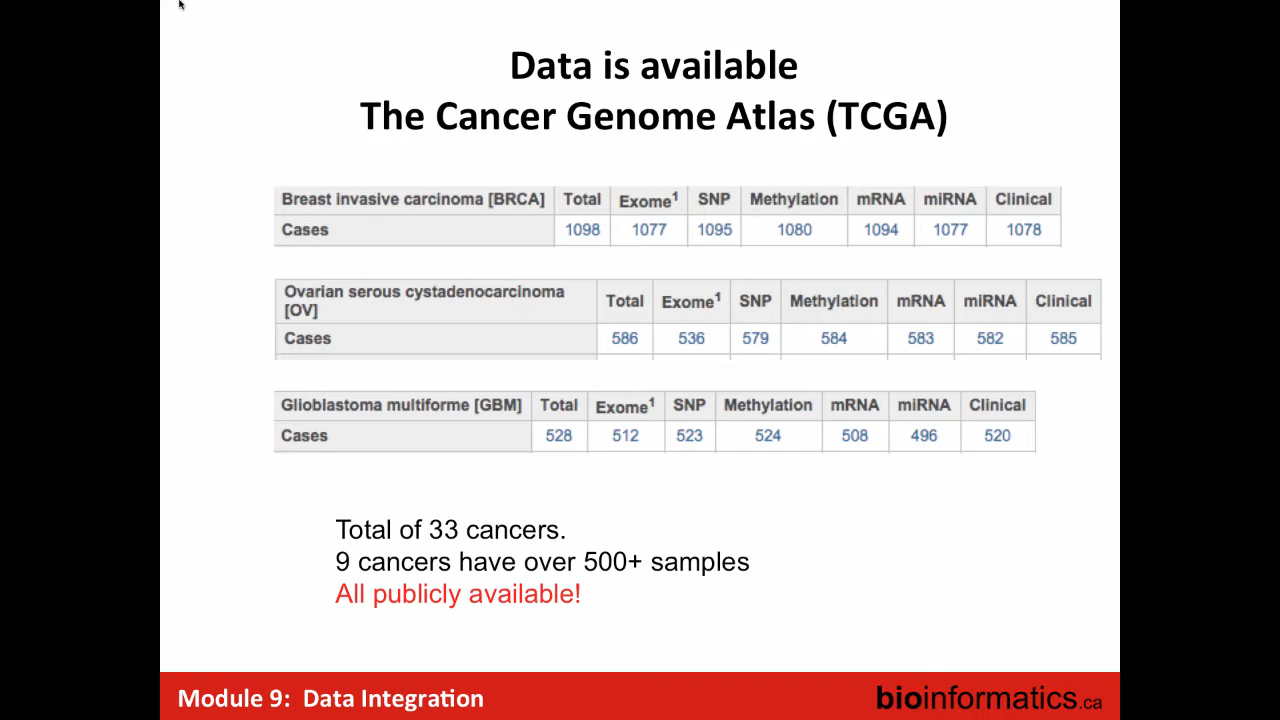 Data is available
The Cancer Genome Atlas (TCGA)
Breast invasive carcinoma [BRCA] Total Exome1 SNP Methylation mRNA miRNA Clinical
Cases 1098 1077 1095 1080 1094 1077 1078
Ovarian serous cystadenocarcinoma
[OV] Total Exome1 SNP Methylation mRNA miRNA Clinical
Cases 586 536 579 584 583 582 585
Glioblastoma multiforme [GBM] Total Exome1 SNP Methylation mRNA miRNA Clinical
Cases 528 512 523 524 508 496 520
Total of 33 cancers.
9 cancers have over 500+ samples
All publicly available!
Module 9: Data Integration bioinformatics.ca